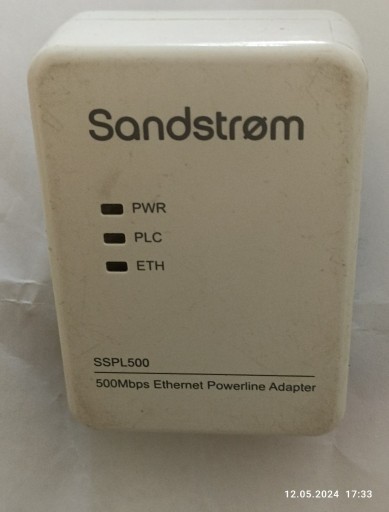 Sandstrøm
PWR
PLC
ETH
SSPL500
500Mbps Ethernet Powerline Adapter
12.05.2024 17:33